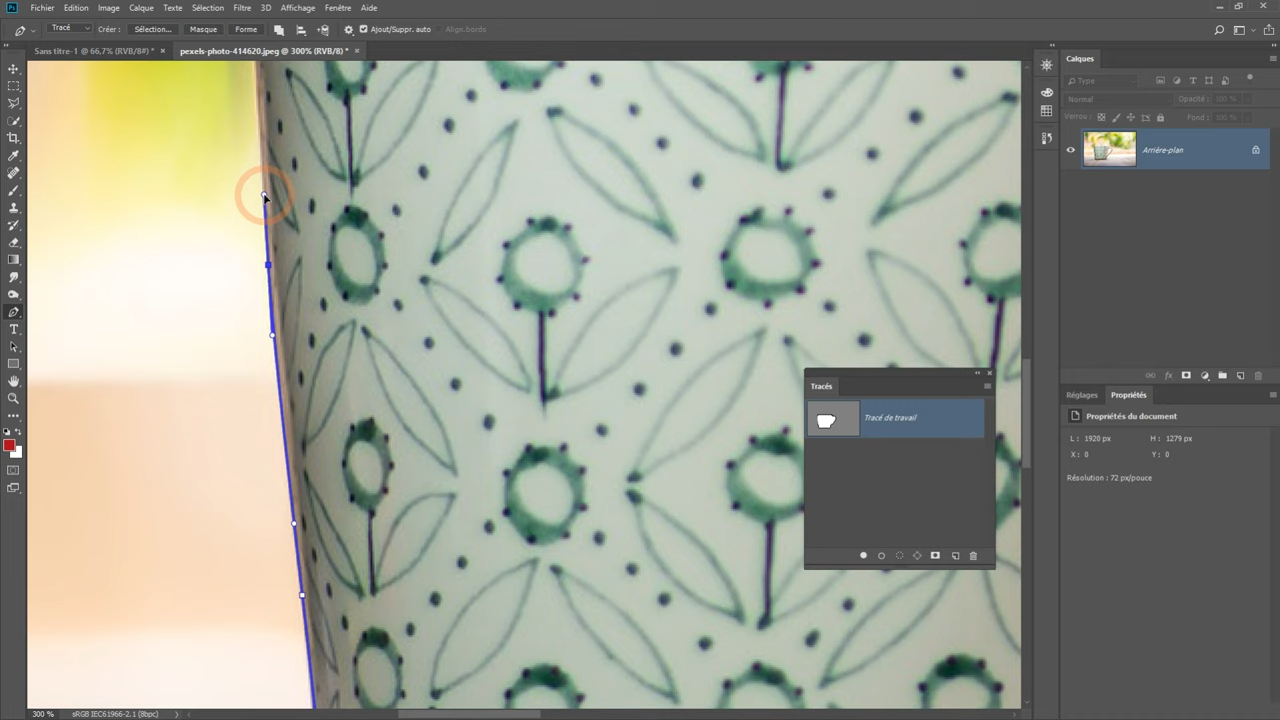 Ps Fichier Edition Image Calque Texte Sélection Filtre 3D Affichage Fenêtre Aide
Tracé Créer : Sélection... Masque Forme Ajout/Suppr. auto Align.bords
Sans titre-1 @ 66,7% (RVB/8#) * × pexels-photo-414620.jpeg @ 300% (RVB/8) * ×
Calques
Type
Normal Opacité : 100 %
Verrou : Fond : 100 %
Arrière-plan
Tracés
Tracé de travail
Réglages Propriétés
Propriétés du document
L : 1920 px H : 1279 px
X : 0 Y : 0
Résolution : 72 px/pouce
300 % sRGB IEC61966-2.1 (8bpc)